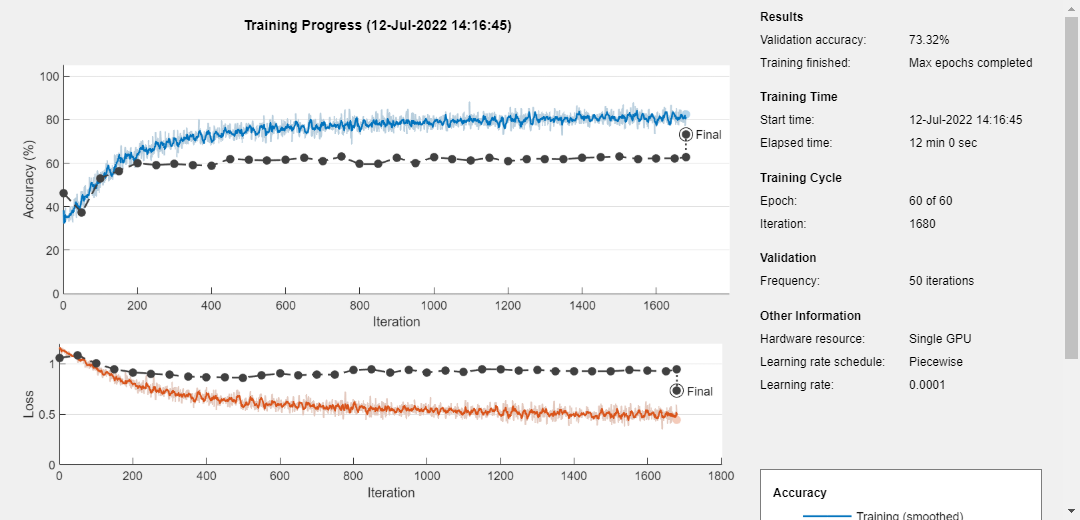 Training Progress (12-Jul-2022 14:16:45)
100
80
60
40
20
0
Accuracy (%)
Final
0 200 400 600 800 1000 1200 1400 1600
Iteration
1
0.5
0
Loss
Final
0 200 400 600 800 1000 1200 1400 1600 1800
Iteration
Results
Validation accuracy: 73.32%
Training finished: Max epochs completed
Training Time
Start time: 12-Jul-2022 14:16:45
Elapsed time: 12 min 0 sec
Training Cycle
Epoch: 60 of 60
Iteration: 1680
Validation
Frequency: 50 iterations
Other Information
Hardware resource: Single GPU
Learning rate schedule: Piecewise
Learning rate: 0.0001
Accuracy
Training (smoothed)